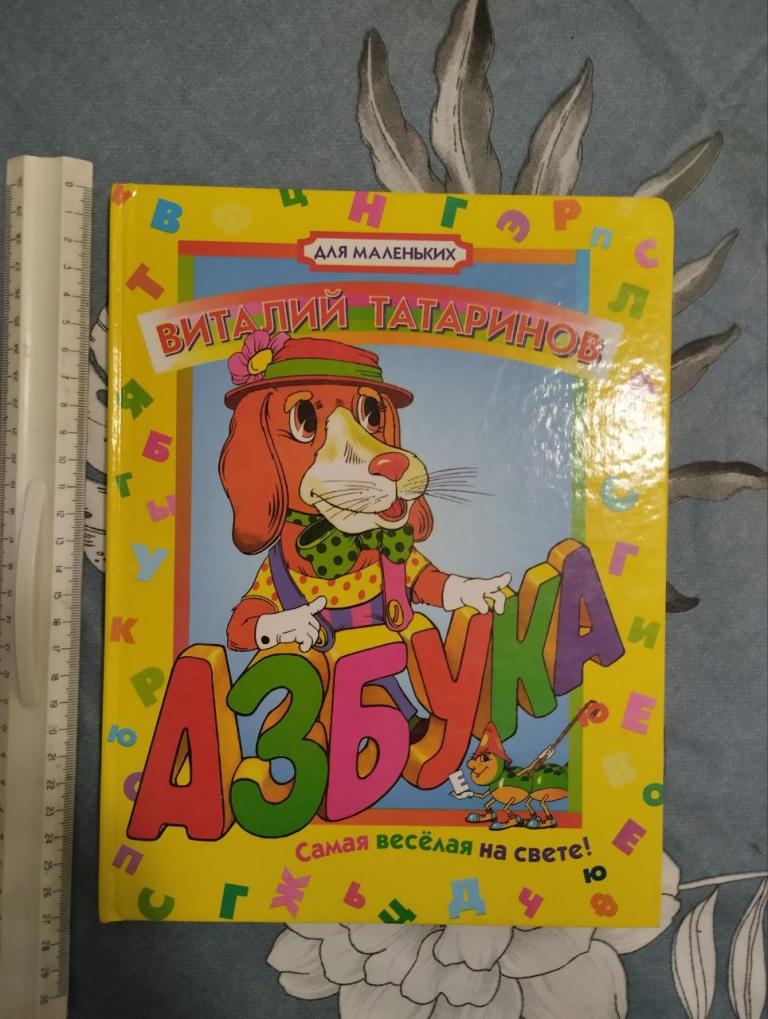 ДЛЯ МАЛЕНЬКИХ
ВИТАЛИЙ ТАТАРИНОВ
АЗБУКА
Е
Самая весёлая на свете!